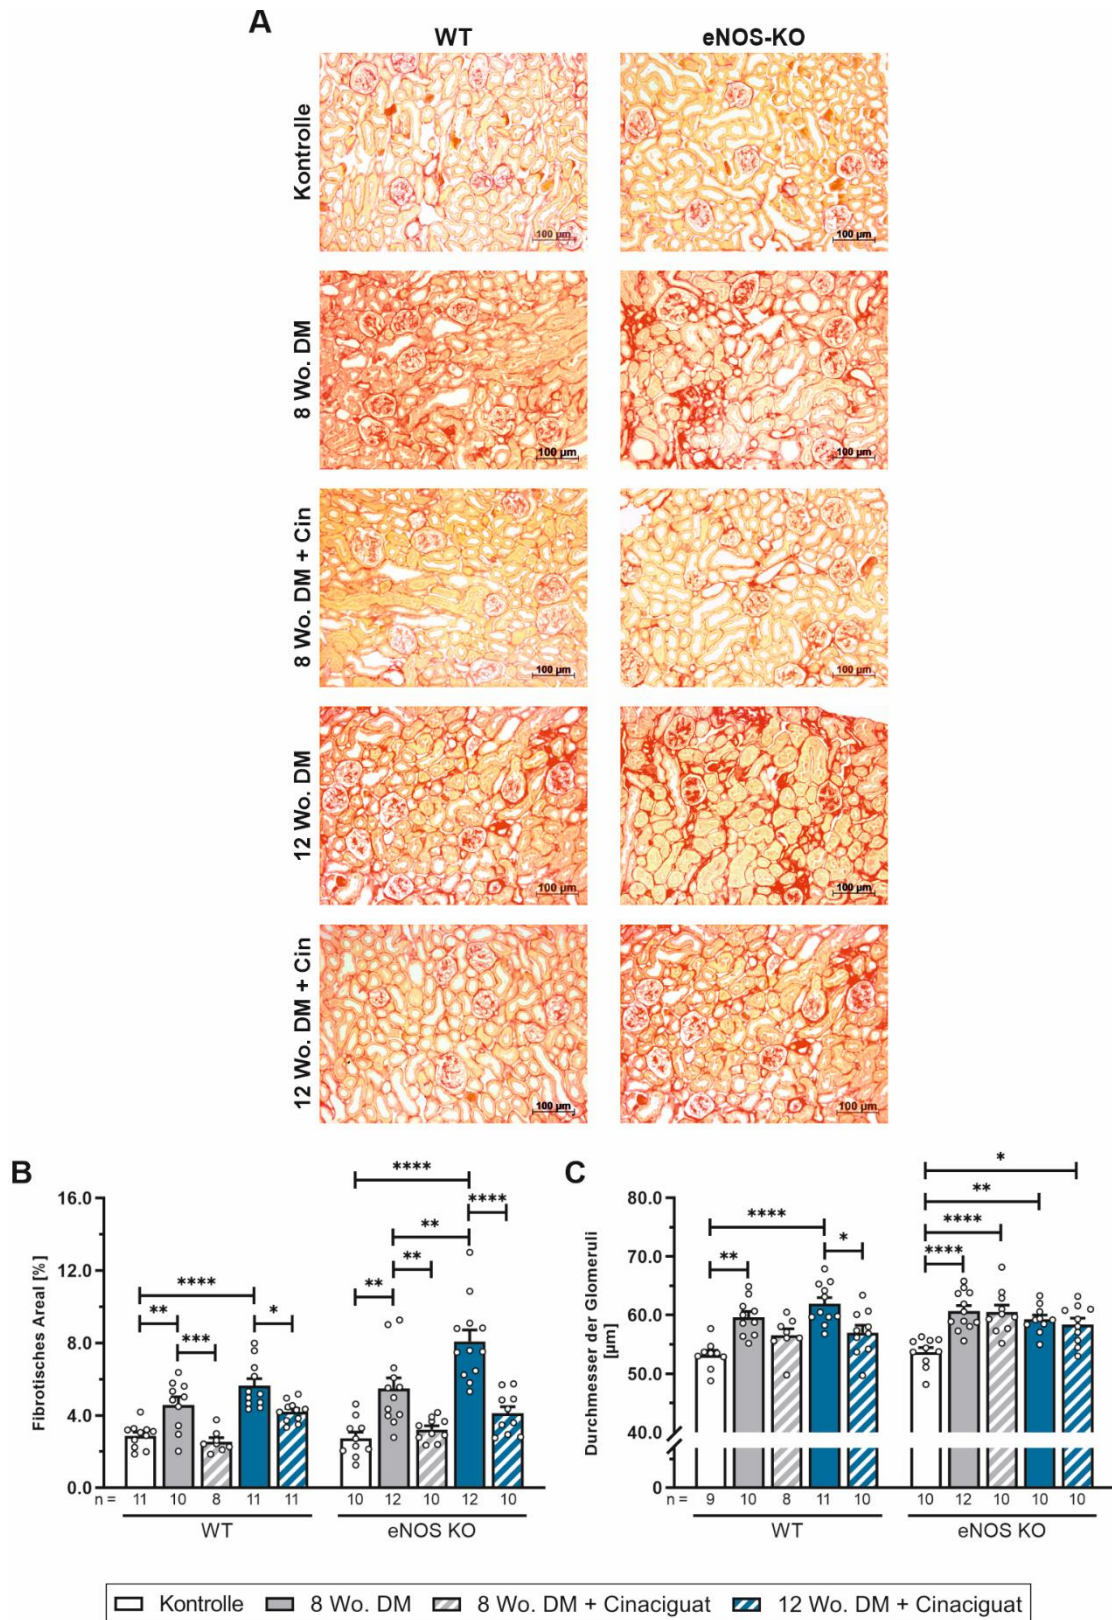 A
WT
eNOS-KO
Kontrolle
100 µm
100 µm
8 Wo. DM
100 µm
100 µm
8 Wo. DM + Cin
100 µm
100 µm
12 Wo. DM
100 µm
100 µm
12 Wo. DM + Cin
100 µm
100 µm
B
Fibrotisches Areal [%]
16.0
12.0
8.0
4.0
0.0
****
**
***
*
****
**
****
**
**
n = 11 10 8 11 11 10 12 10 12 10
WT
eNOS KO
C
Durchmesser der Glomeruli
[µm]
80.0
70.0
60.0
50.0
40.0
0
****
**
*
*
**
****
****
n = 9 10 8 11 10 10 12 10 10 10
WT
eNOS KO
Kontrolle
8 Wo. DM
8 Wo. DM + Cinaciguat
12 Wo. DM + Cinaciguat